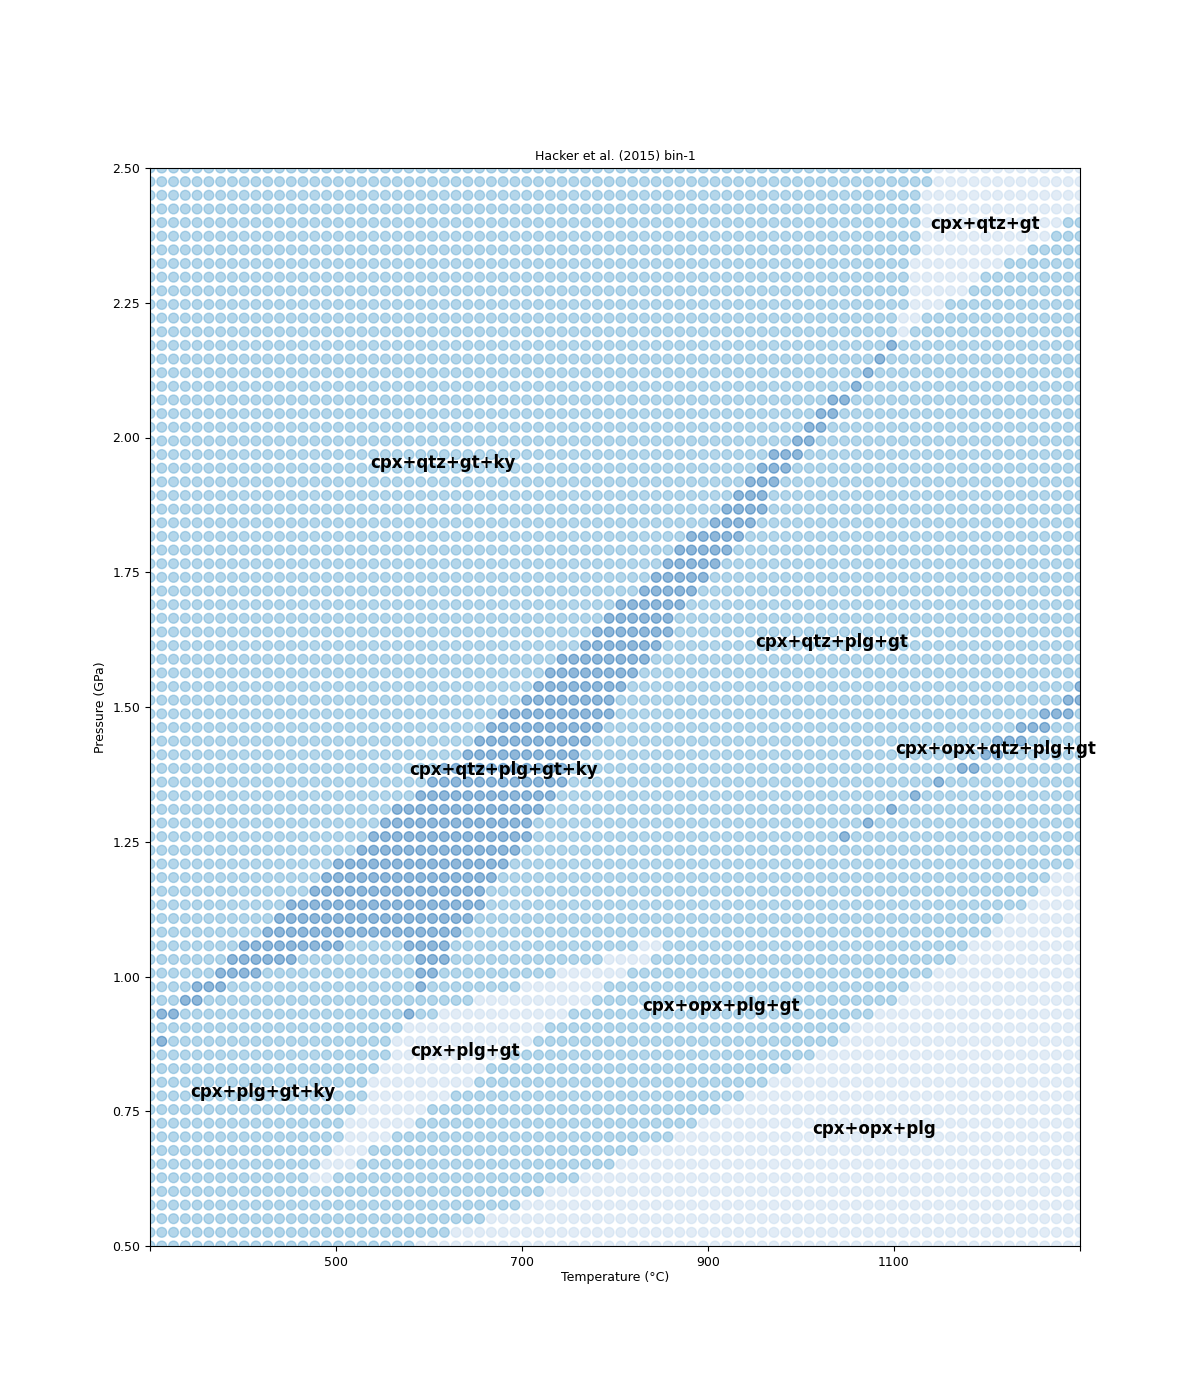 Hacker et al. (2015) bin-1
2.50
cpx+qtz+gt
2.25
2.00
cpx+qtz+gt+ky
1.75
cpx+qtz+plg+gt
Pressure (GPa)
1.50
cpx+opx+qtz+plg+gt
cpx+qtz+plg+gt+ky
1.25
1.00
cpx+opx+plg+gt
cpx+plg+gt
cpx+plg+gt+ky
0.75
cpx+opx+plg
0.50
500 700 900 1100
Temperature (°C)